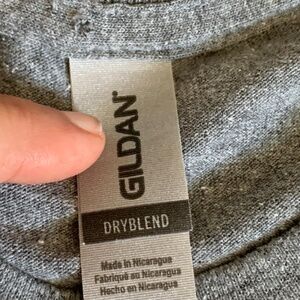 GILDAN
DRYBLEND
Made in Nicaragua
Fabriqué au Nicaragua
Hecho en Nicaragua